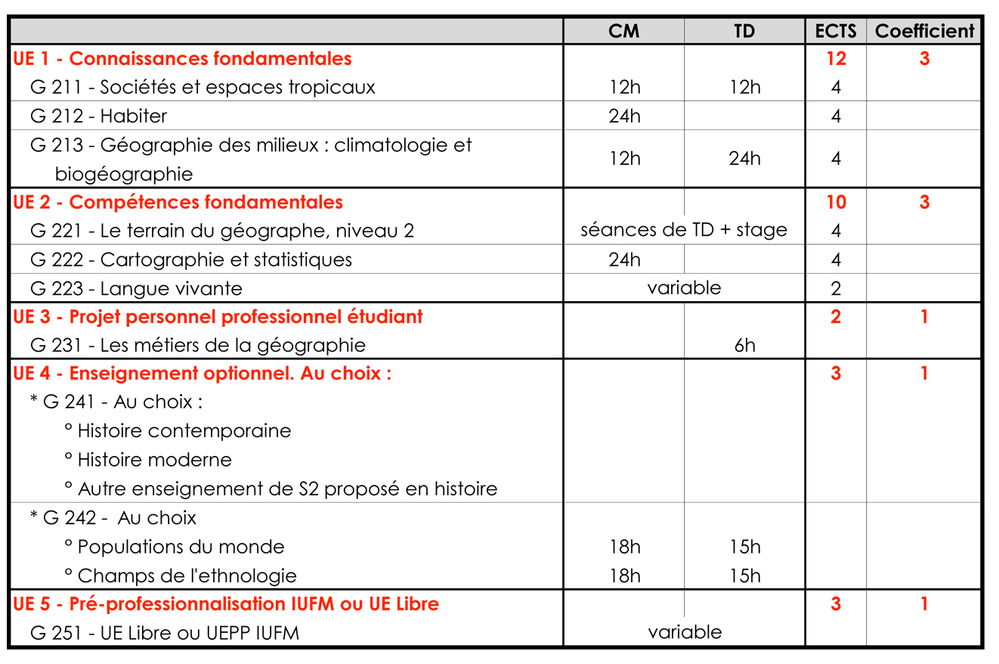 CM TD ECTS Coefficient
UE 1 - Connaissances fondamentales 12 3
G 211 - Sociétés et espaces tropicaux 12h 12h 4
G 212 - Habiter 24h 4
G 213 - Géographie des milieux : climatologie et
biogéographie 12h 24h 4
UE 2 - Compétences fondamentales 10 3
G 221 - Le terrain du géographe, niveau 2 séances de TD + stage 4
G 222 - Cartographie et statistiques 24h 4
G 223 - Langue vivante variable 2
UE 3 - Projet personnel professionnel étudiant 2 1
G 231 - Les métiers de la géographie 6h
UE 4 - Enseignement optionnel. Au choix : 3 1
* G 241 - Au choix :
° Histoire contemporaine
° Histoire moderne
° Autre enseignement de S2 proposé en histoire
* G 242 - Au choix
° Populations du monde 18h 15h
° Champs de l'ethnologie 18h 15h
UE 5 - Pré-professionnalisation IUFM ou UE Libre 3 1
G 251 - UE Libre ou UEPP IUFM variable